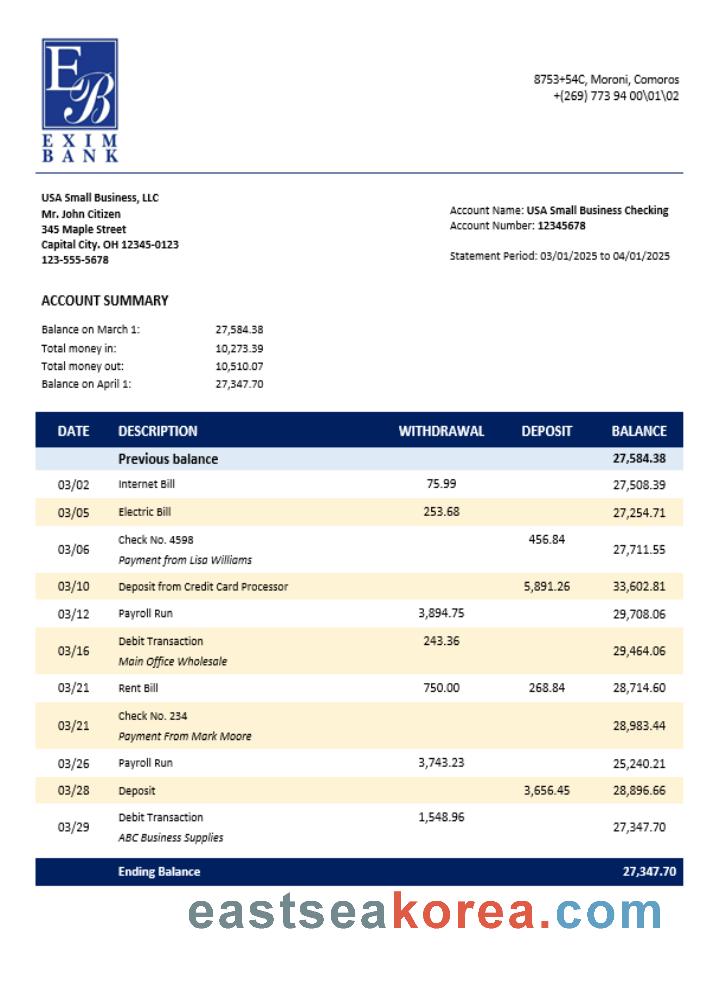 EB
EXIM
BANK
8753+54C, Moroni, Comoros
+(269) 773 94 00\01\02
USA Small Business, LLC
Mr. John Citizen
345 Maple Street
Capital City. OH 12345-0123
123-555-5678
Account Name: USA Small Business Checking
Account Number: 12345678
Statement Period: 03/01/2025 to 04/01/2025
ACCOUNT SUMMARY
Balance on March 1: 27,584.38
Total money in: 10,273.39
Total money out: 10,510.07
Balance on April 1: 27,347.70
DATE DESCRIPTION WITHDRAWAL DEPOSIT BALANCE
Previous balance 27,584.38
03/02 Internet Bill 75.99 27,508.39
03/05 Electric Bill 253.68 27,254.71
03/06 Check No. 4598 456.84 27,711.55
Payment from Lisa Williams
03/10 Deposit from Credit Card Processor 5,891.26 33,602.81
03/12 Payroll Run 3,894.75 29,708.06
03/16 Debit Transaction 243.36 29,464.06
Main Office Wholesale
03/21 Rent Bill 750.00 268.84 28,714.60
03/21 Check No. 234 28,983.44
Payment From Mark Moore
03/26 Payroll Run 3,743.23 25,240.21
03/28 Deposit 3,656.45 28,896.66
03/29 Debit Transaction 1,548.96 27,347.70
ABC Business Supplies
Ending Balance 27,347.70
eastseakorea.com